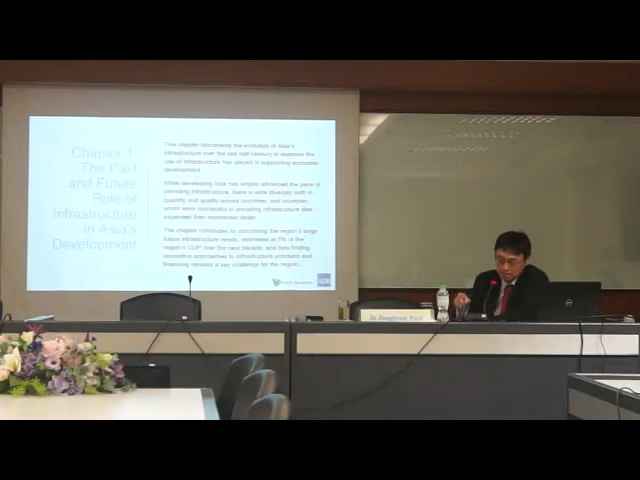 Chapter 1
The Past
and Future
Role of
Infrastructure
in Asia's
Development
This chapter documents the evolution of Asia's
infrastructure over the last half-century to examine the
role of infrastructure has played in supporting economic
development.
While developing Asia has largely advanced the pace of
providing infrastructure, there is wide diversity both in
quantity and quality across countries, and countries
which were successful in providing infrastructure also
expanded their economies faster.
The chapter concludes by discussing the region's large
future infrastructure needs, estimated at 5% of the
region's GDP over the next decade, and how finding
innovative approaches to infrastructure provision and
financing remains a key challenge for the region.
ADB
Dr Donghyun Park
DELL